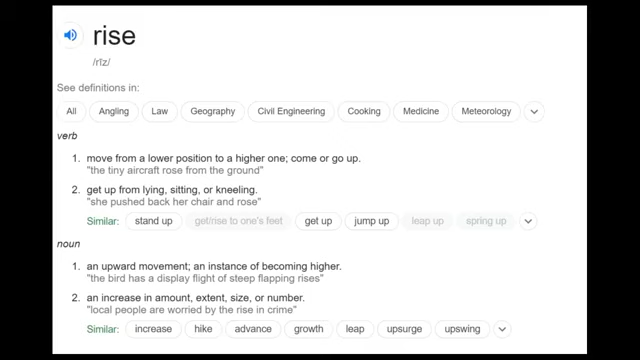 rise
/rīz/
See definitions in:
All Angling Law Geography Civil Engineering Cooking Medicine Meteorology
verb
1. move from a lower position to a higher one; come or go up.
"the tiny aircraft rose from the ground"
2. get up from lying, sitting, or kneeling.
"she pushed back her chair and rose"
Similar: stand up get/rise to one's feet get up jump up leap up spring up
noun
1. an upward movement; an instance of becoming higher.
"the bird has a display flight of steep flapping rises"
2. an increase in amount, extent, size, or number.
"local people are worried by the rise in crime"
Similar: increase hike advance growth leap upsurge upswing